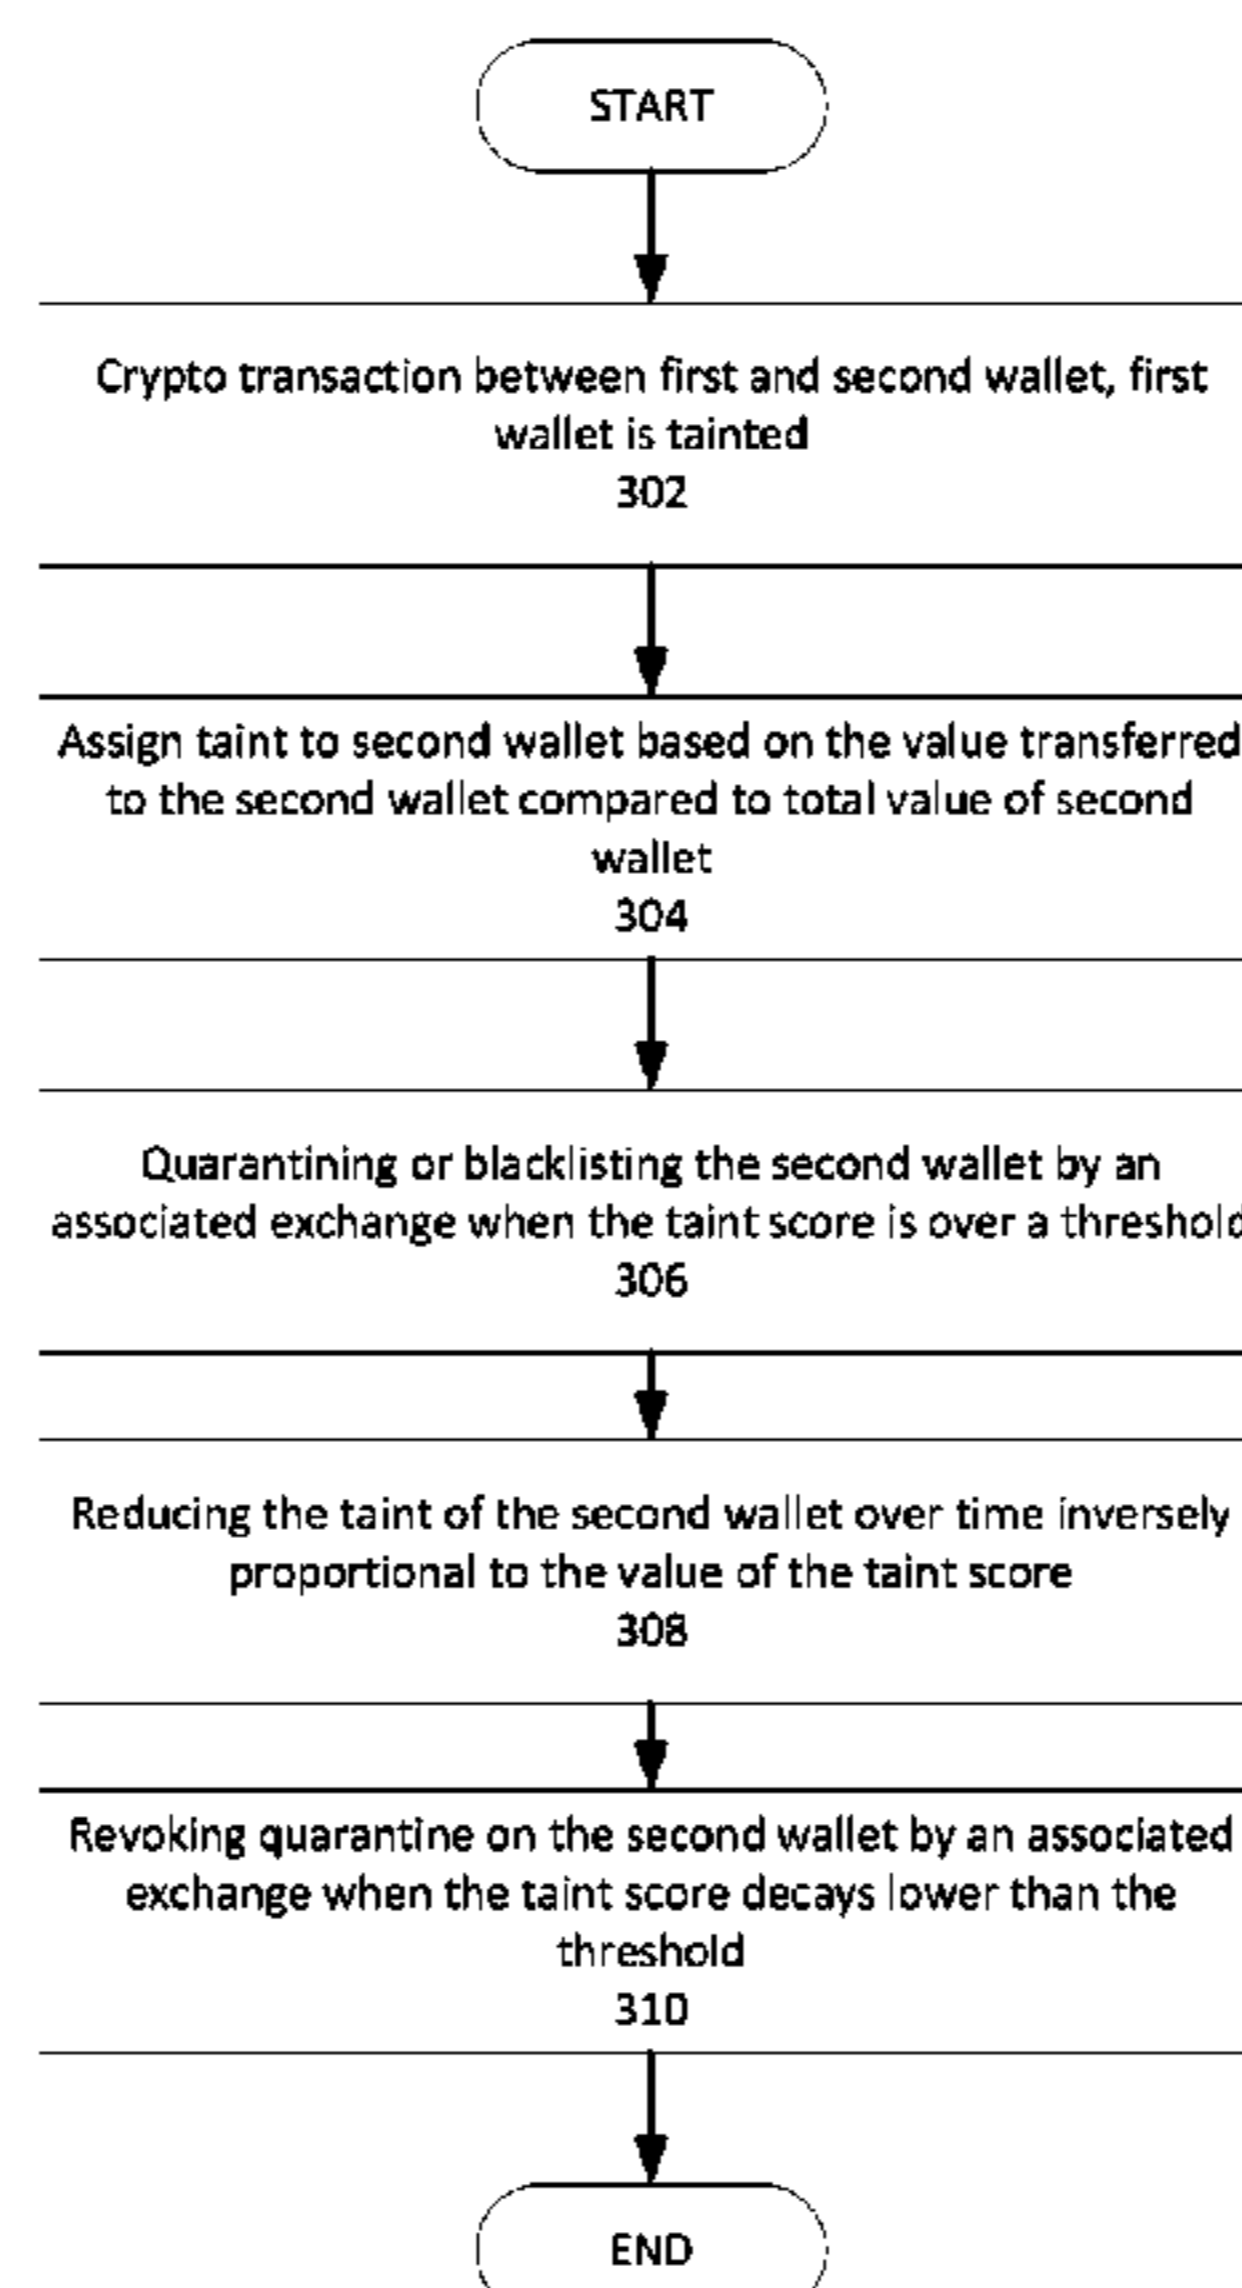 START
Crypto transaction between first and second wallet, first
wallet is tainted
302
Assign taint to second wallet based on the value transferred
to the second wallet compared to total value of second
wallet
304
Quarantining or blacklisting the second wallet by an
associated exchange when the taint score is over a threshold
306
Reducing the taint of the second wallet over time inversely
proportional to the value of the taint score
308
Revoking quarantine on the second wallet by an associated
exchange when the taint score decays lower than the
threshold
310
END